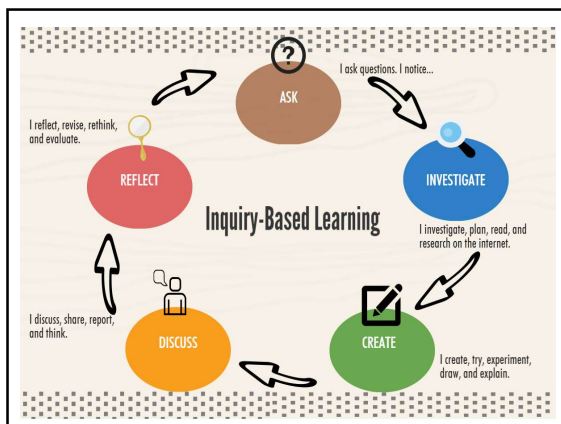 ?
ASK
I ask questions. I notice...
I reflect, revise, rethink,
and evaluate.
REFLECT
INVESTIGATE
Inquiry-Based Learning
I investigate, plan, read, and
research on the internet.
I discuss, share, report,
and think.
DISCUSS
CREATE
I create, try, experiment,
draw, and explain.